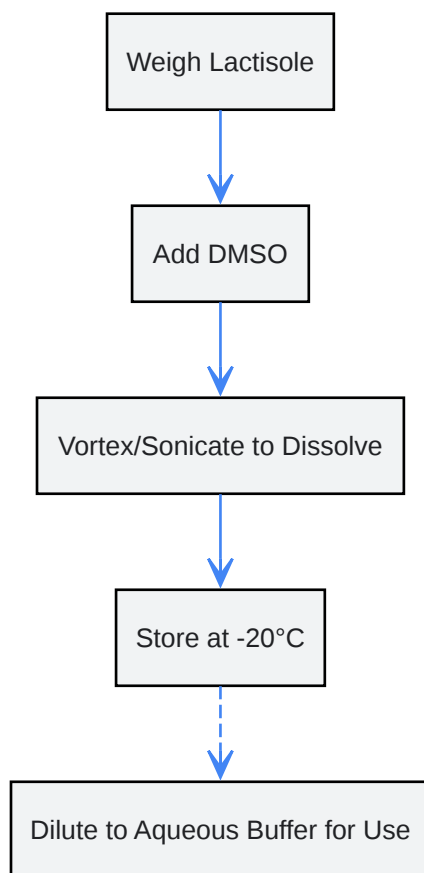 Weigh Lactisole
Add DMSO
Vortex/Sonicate to Dissolve
Store at -20°C
Dilute to Aqueous Buffer for Use